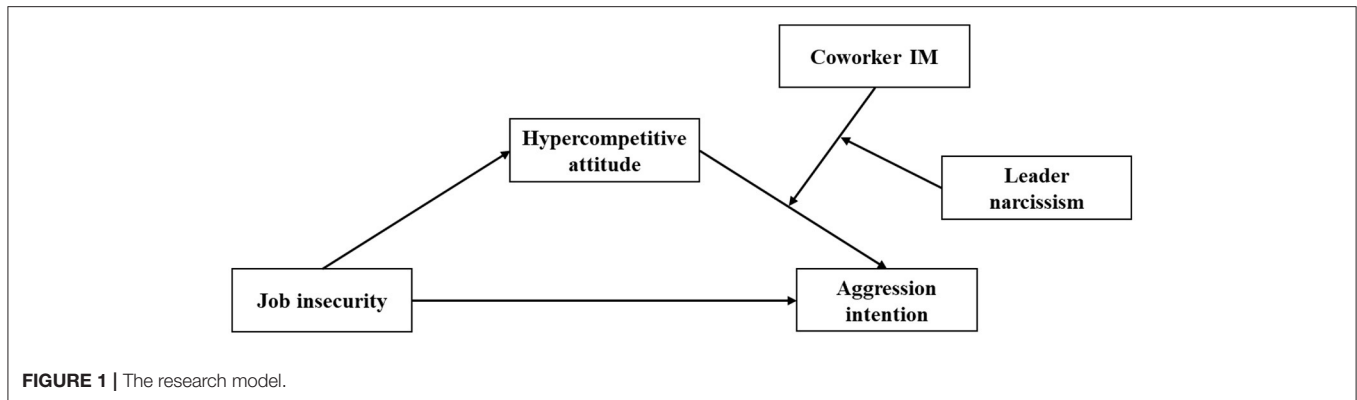 Coworker IM
Hypercompetitive
attitude
Leader
narcissism
Job insecurity
Aggression
intention
FIGURE 1 | The research model.